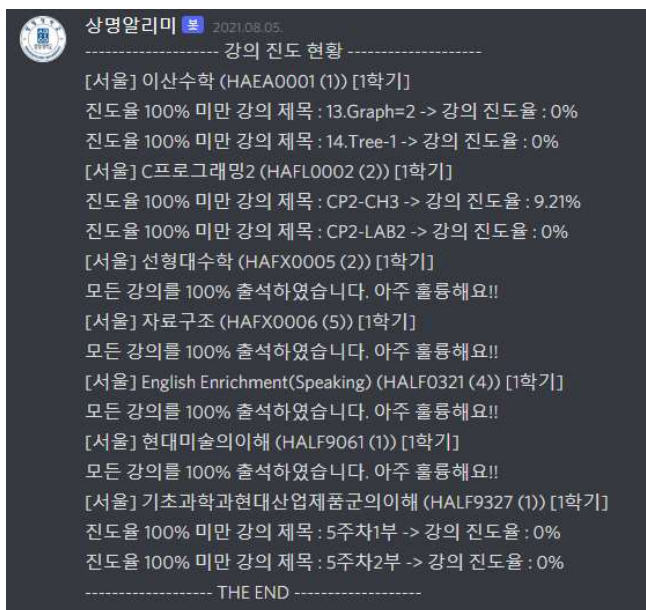 상명알리미 봇 2021.08.05.
-------------------- 강의 진도 현황 --------------------
[서울] 이산수학 (HAEA0001 (1)) [1학기]
진도율 100% 미만 강의 제목 : 13.Graph=2 -> 강의 진도율 : 0%
진도율 100% 미만 강의 제목 : 14.Tree-1 -> 강의 진도율 : 0%
[서울] C프로그래밍2 (HAFL0002 (2)) [1학기]
진도율 100% 미만 강의 제목 : CP2-CH3 -> 강의 진도율 : 9.21%
진도율 100% 미만 강의 제목 : CP2-LAB2 -> 강의 진도율 : 0%
[서울] 선형대수학 (HAFX0005 (2)) [1학기]
모든 강의를 100% 출석하였습니다. 아주 훌륭해요!!
[서울] 자료구조 (HAFX0006 (5)) [1학기]
모든 강의를 100% 출석하였습니다. 아주 훌륭해요!!
[서울] English Enrichment(Speaking) (HALF0321 (4)) [1학기]
모든 강의를 100% 출석하였습니다. 아주 훌륭해요!!
[서울] 현대미술의이해 (HALF9061 (1)) [1학기]
모든 강의를 100% 출석하였습니다. 아주 훌륭해요!!
[서울] 기초과학과현대산업제품군의이해 (HALF9327 (1)) [1학기]
진도율 100% 미만 강의 제목 : 5주차1부 -> 강의 진도율 : 0%
진도율 100% 미만 강의 제목 : 5주차2부 -> 강의 진도율 : 0%
------------------- THE END -------------------